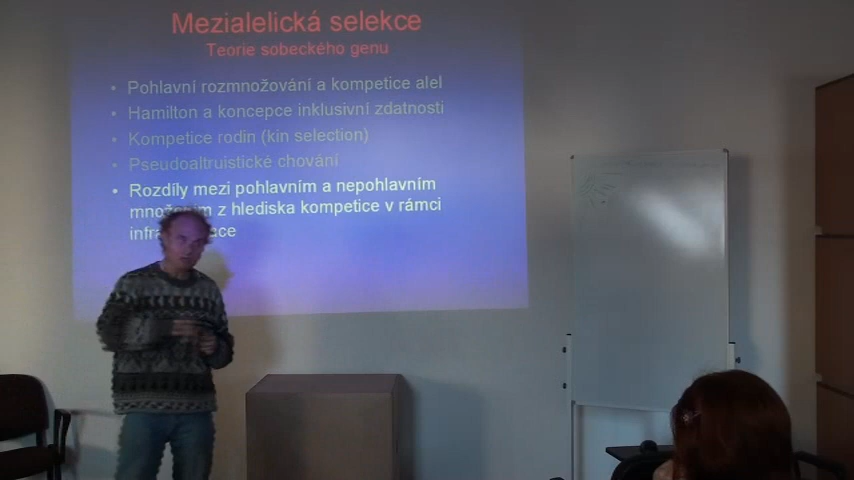 Mezialelická selekce
Teorie sobeckého genu
• Pohlavní rozmnožování a kompetice alel
• Hamilton a koncepce inklusivní zdatnosti
• Kompetice rodin (kin selection)
• Pseudoaltruistické chování
• Rozdíly mezi pohlavním a nepohlavním
z hlediska kompetice v rámci